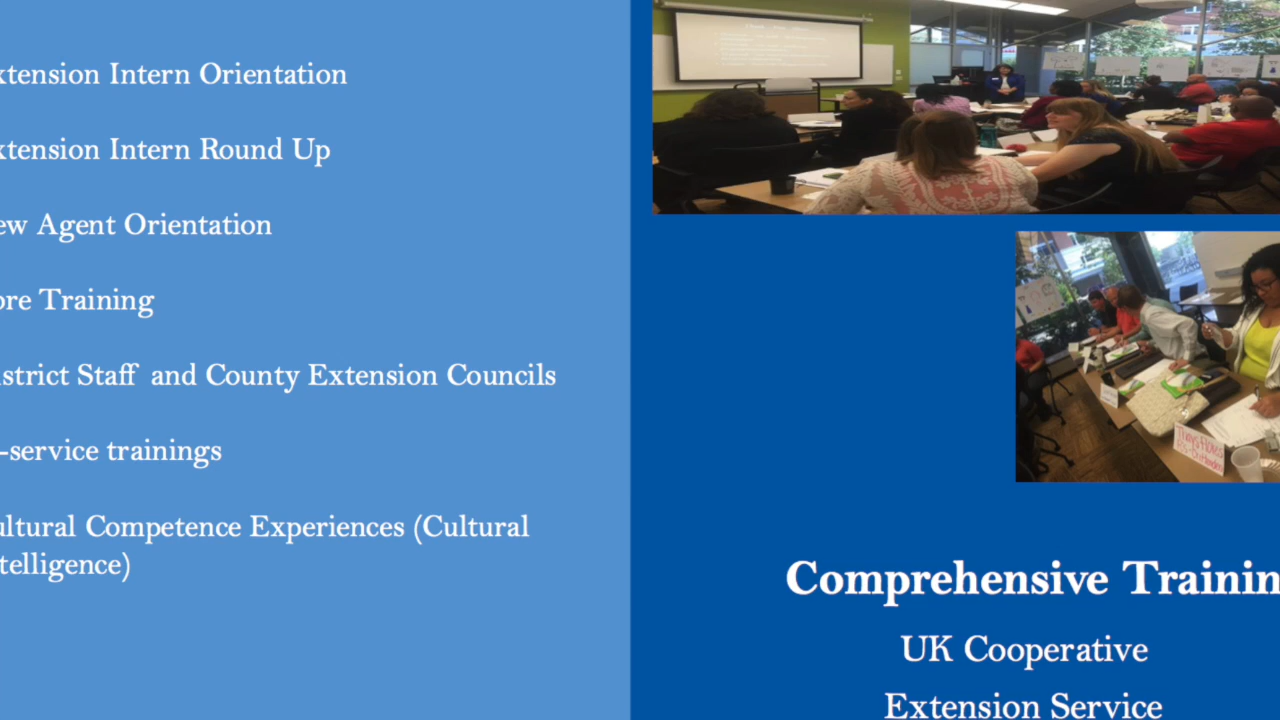 xtension Intern Orientation
xtension Intern Round Up
ew Agent Orientation
ore Training
istrict Staff and County Extension Councils
-service trainings
ultural Competence Experiences (Cultural
telligence)
Comprehensive Trainin
UK Cooperative
Extension Service